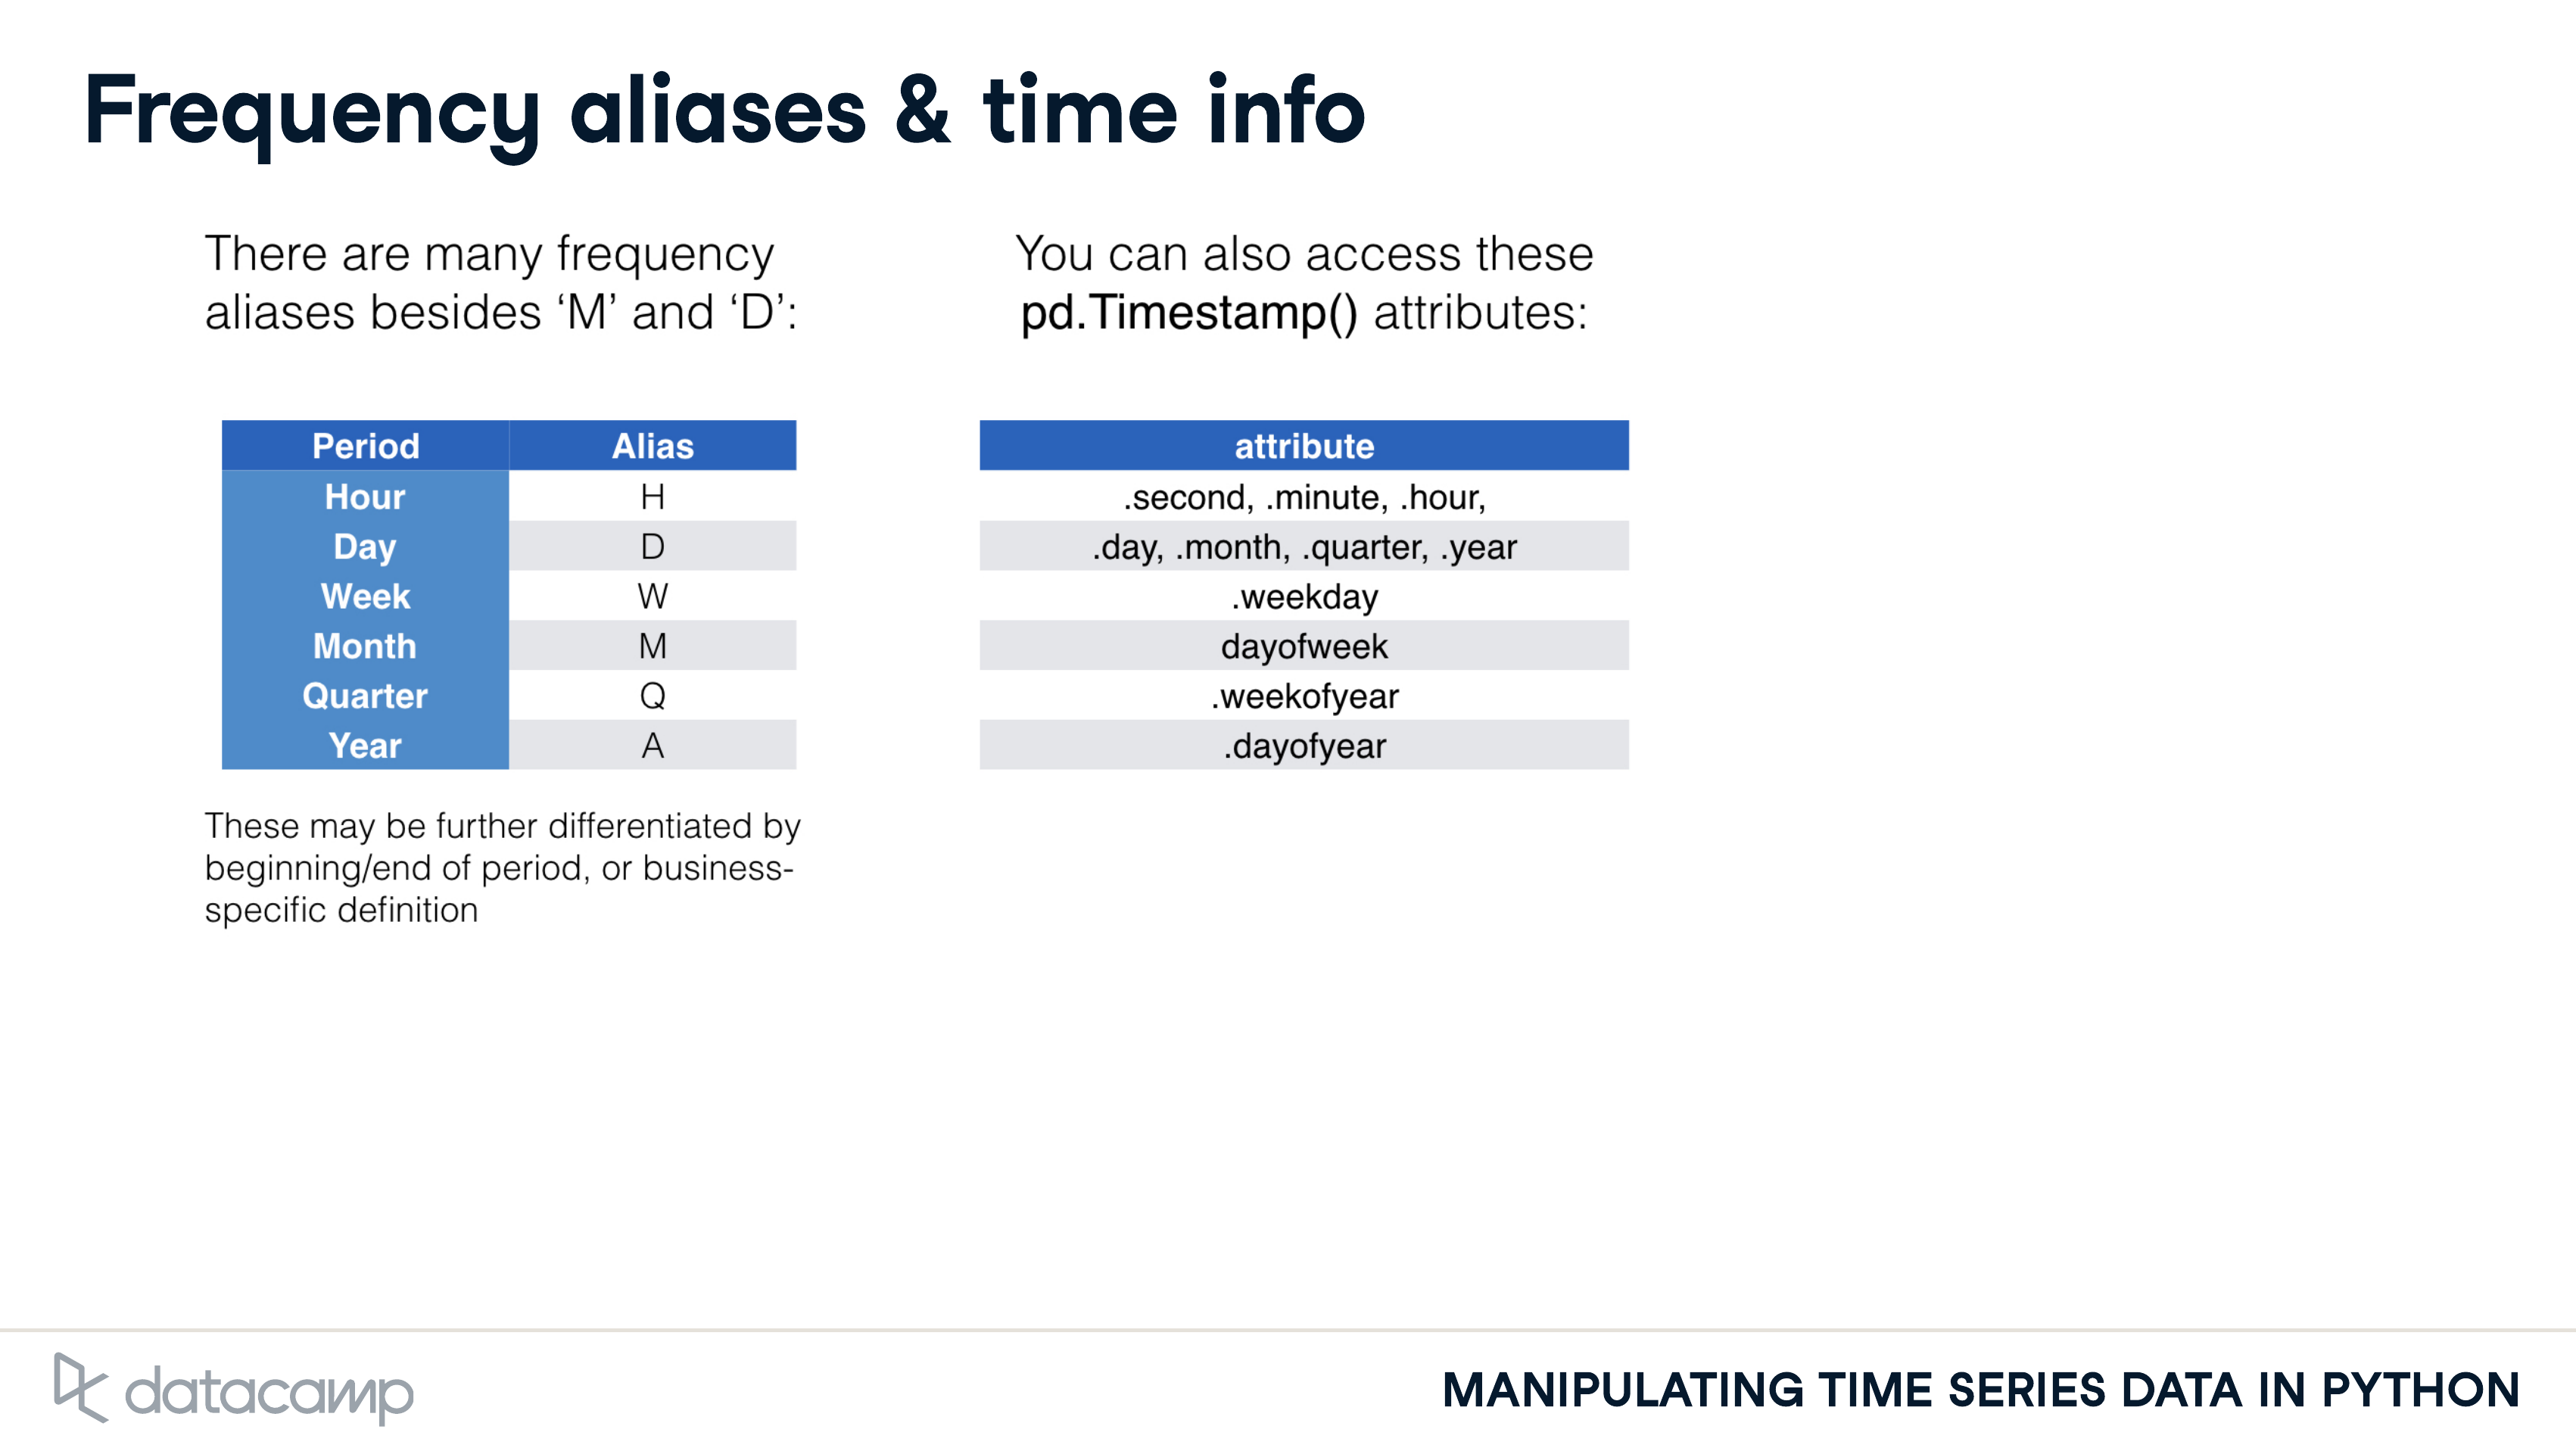 Frequency aliases & time info
There are many frequency
aliases besides ‘M’ and ‘D’:
Period Alias
Hour H
Day D
Week W
Month M
Quarter Q
Year A
These may be further differentiated by
beginning/end of period, or business-
specific definition
You can also access these
pd.Timestamp() attributes:
attribute
.second, .minute, .hour,
.day, .month, .quarter, .year
.weekday
dayofweek
.weekofyear
.dayofyear
datacamp
MANIPULATING TIME SERIES DATA IN PYTHON